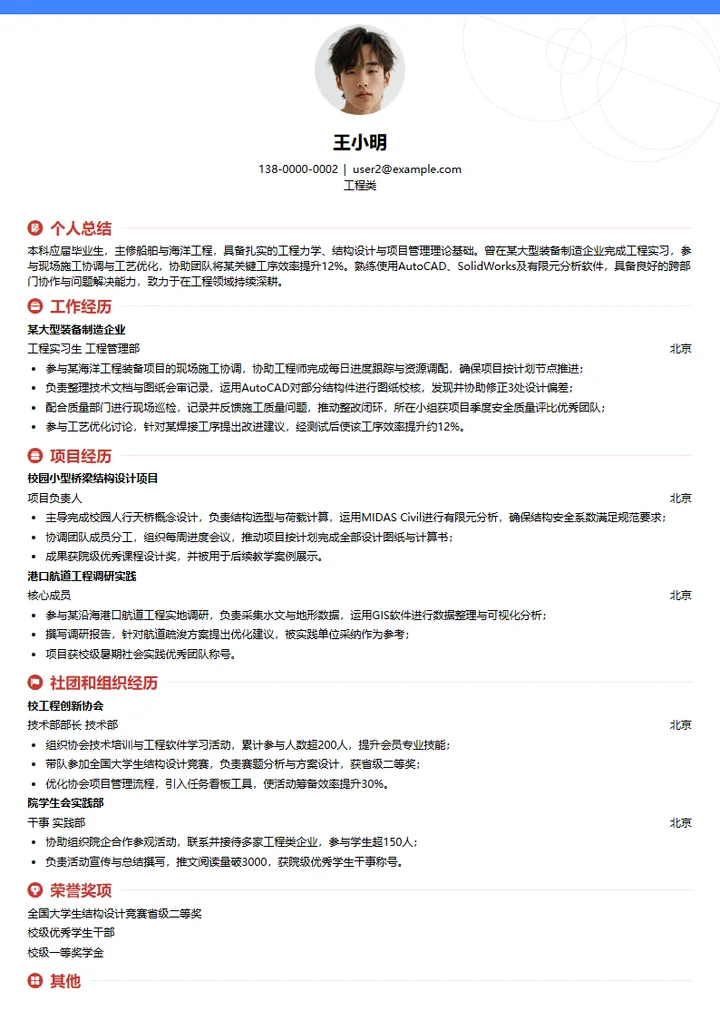 王小明
138-0000-0002 | user2@example.com
工程类
个人总结
本科应届毕业生，主修船舶与海洋工程，具备扎实的工程力学、结构设计与项目管理理论基础。曾在某大型装备制造企业完成工程实习，参
与现场施工协调与工艺优化，协助团队将某关键工序效率提升12%。熟练使用AutoCAD、SolidWorks及有限元分析软件，具备良好的跨部
门协作与问题解决能力，致力于在工程领域持续深耕。
工作经历
某大型装备制造企业
工程实习生 工程管理部 北京
• 参与某海洋工程装备项目的现场施工协调，协助工程师完成每日进度跟踪与资源调配，确保项目按计划节点推进；
• 负责整理技术文档与图纸会审记录，运用AutoCAD对部分结构件进行图纸校核，发现并协助修正3处设计偏差；
• 配合质量部门进行现场巡检，记录并反馈施工质量问题，推动整改闭环，所在小组获项目季度安全质量评比优秀团队；
• 参与工艺优化讨论，针对某焊接工序提出改进建议，经测试后使该工序效率提升约12%。
项目经历
校园小型桥梁结构设计项目
项目负责人 北京
• 主导完成校园人行天桥概念设计，负责结构选型与荷载计算，运用MIDAS Civil进行有限元分析，确保结构安全系数满足规范要求；
• 协调团队成员分工，组织每周进度会议，推动项目按计划完成全部设计图纸与计算书；
• 成果获院级优秀课程设计奖，并被用于后续教学案例展示。
港口航道工程调研实践
核心成员 北京
• 参与某沿海港口航道工程实地调研，负责采集水文与地形数据，运用GIS软件进行数据整理与可视化分析；
• 撰写调研报告，针对航道疏浚方案提出优化建议，被实践单位采纳作为参考；
• 项目获校级暑期社会实践优秀团队称号。
社团和组织经历
校工程创新协会
技术部部长 技术部 北京
• 组织协会技术培训与工程软件学习活动，累计参与人数超200人，提升会员专业技能；
• 带队参加全国大学生结构设计竞赛，负责赛题分析与方案设计，获省级二等奖；
• 优化协会项目管理流程，引入任务看板工具，使活动筹备效率提升30%。
院学生会实践部
干事 实践部 北京
• 协助组织院企合作参观活动，联系并接待多家工程类企业，参与学生超150人；
• 负责活动宣传与总结撰写，推文阅读量破3000，获院级优秀学生干事称号。
荣誉奖项
全国大学生结构设计竞赛省级二等奖
校级优秀学生干部
校级一等奖学金
其他